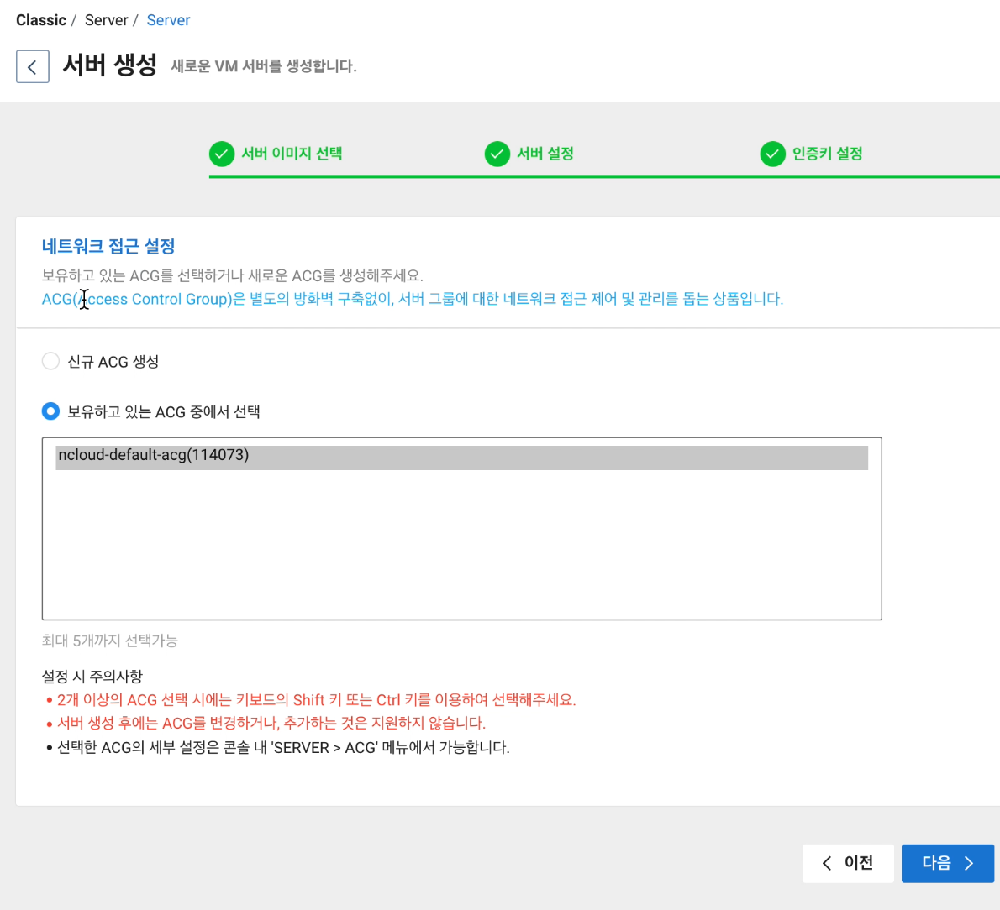 Classic / Server / Server
서버 생성 새로운 VM 서버를 생성합니다.
서버 이미지 선택 서버 설정 인증키 설정
네트워크 접근 설정
보유하고 있는 ACG를 선택하거나 새로운 ACG를 생성해주세요.
ACG(Access Control Group)은 별도의 방화벽 구축없이, 서버 그룹에 대한 네트워크 접근 제어 및 관리를 돕는 상품입니다.
신규 ACG 생성
보유하고 있는 ACG 중에서 선택
ncloud-default-acg(114073)
최대 5개까지 선택가능
설정 시 주의사항
• 2개 이상의 ACG 선택 시에는 키보드의 Shift 키 또는 Ctrl 키를 이용하여 선택해주세요.
• 서버 생성 후에는 ACG를 변경하거나, 추가하는 것은 지원하지 않습니다.
• 선택한 ACG의 세부 설정은 콘솔 내 'SERVER > ACG' 메뉴에서 가능합니다.
이전 다음